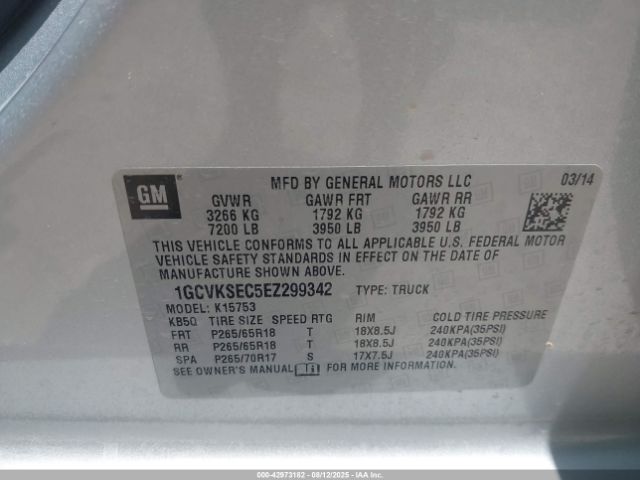 GM
MFD BY GENERAL MOTORS LLC 03/14
GVWR GAWR FRT GAWR RR
3266 KG 1792 KG 1792 KG
7200 LB 3950 LB 3950 LB
THIS VEHICLE CONFORMS TO ALL APPLICABLE U.S. FEDERAL MOTOR
VEHICLE SAFETY STANDARDS IN EFFECT ON THE DATE OF
MANUFACTURE SHOWN ABOVE.
1GCVKSEC5EZ299342 TYPE: TRUCK
MODEL: K15753
KB5Q TIRE SIZE SPEED RTG RIM COLD TIRE PRESSURE
FRT P265/65R18 T 18X8.5J 240KPA(35PSI)
RR P265/65R18 T 18X8.5J 240KPA(35PSI)
SPA P265/70R17 S 17X7.5J 240KPA(35PSI)
SEE OWNER'S MANUAL FOR MORE INFORMATION.
000-42973162 - 08/12/2025 - IAA, Inc.